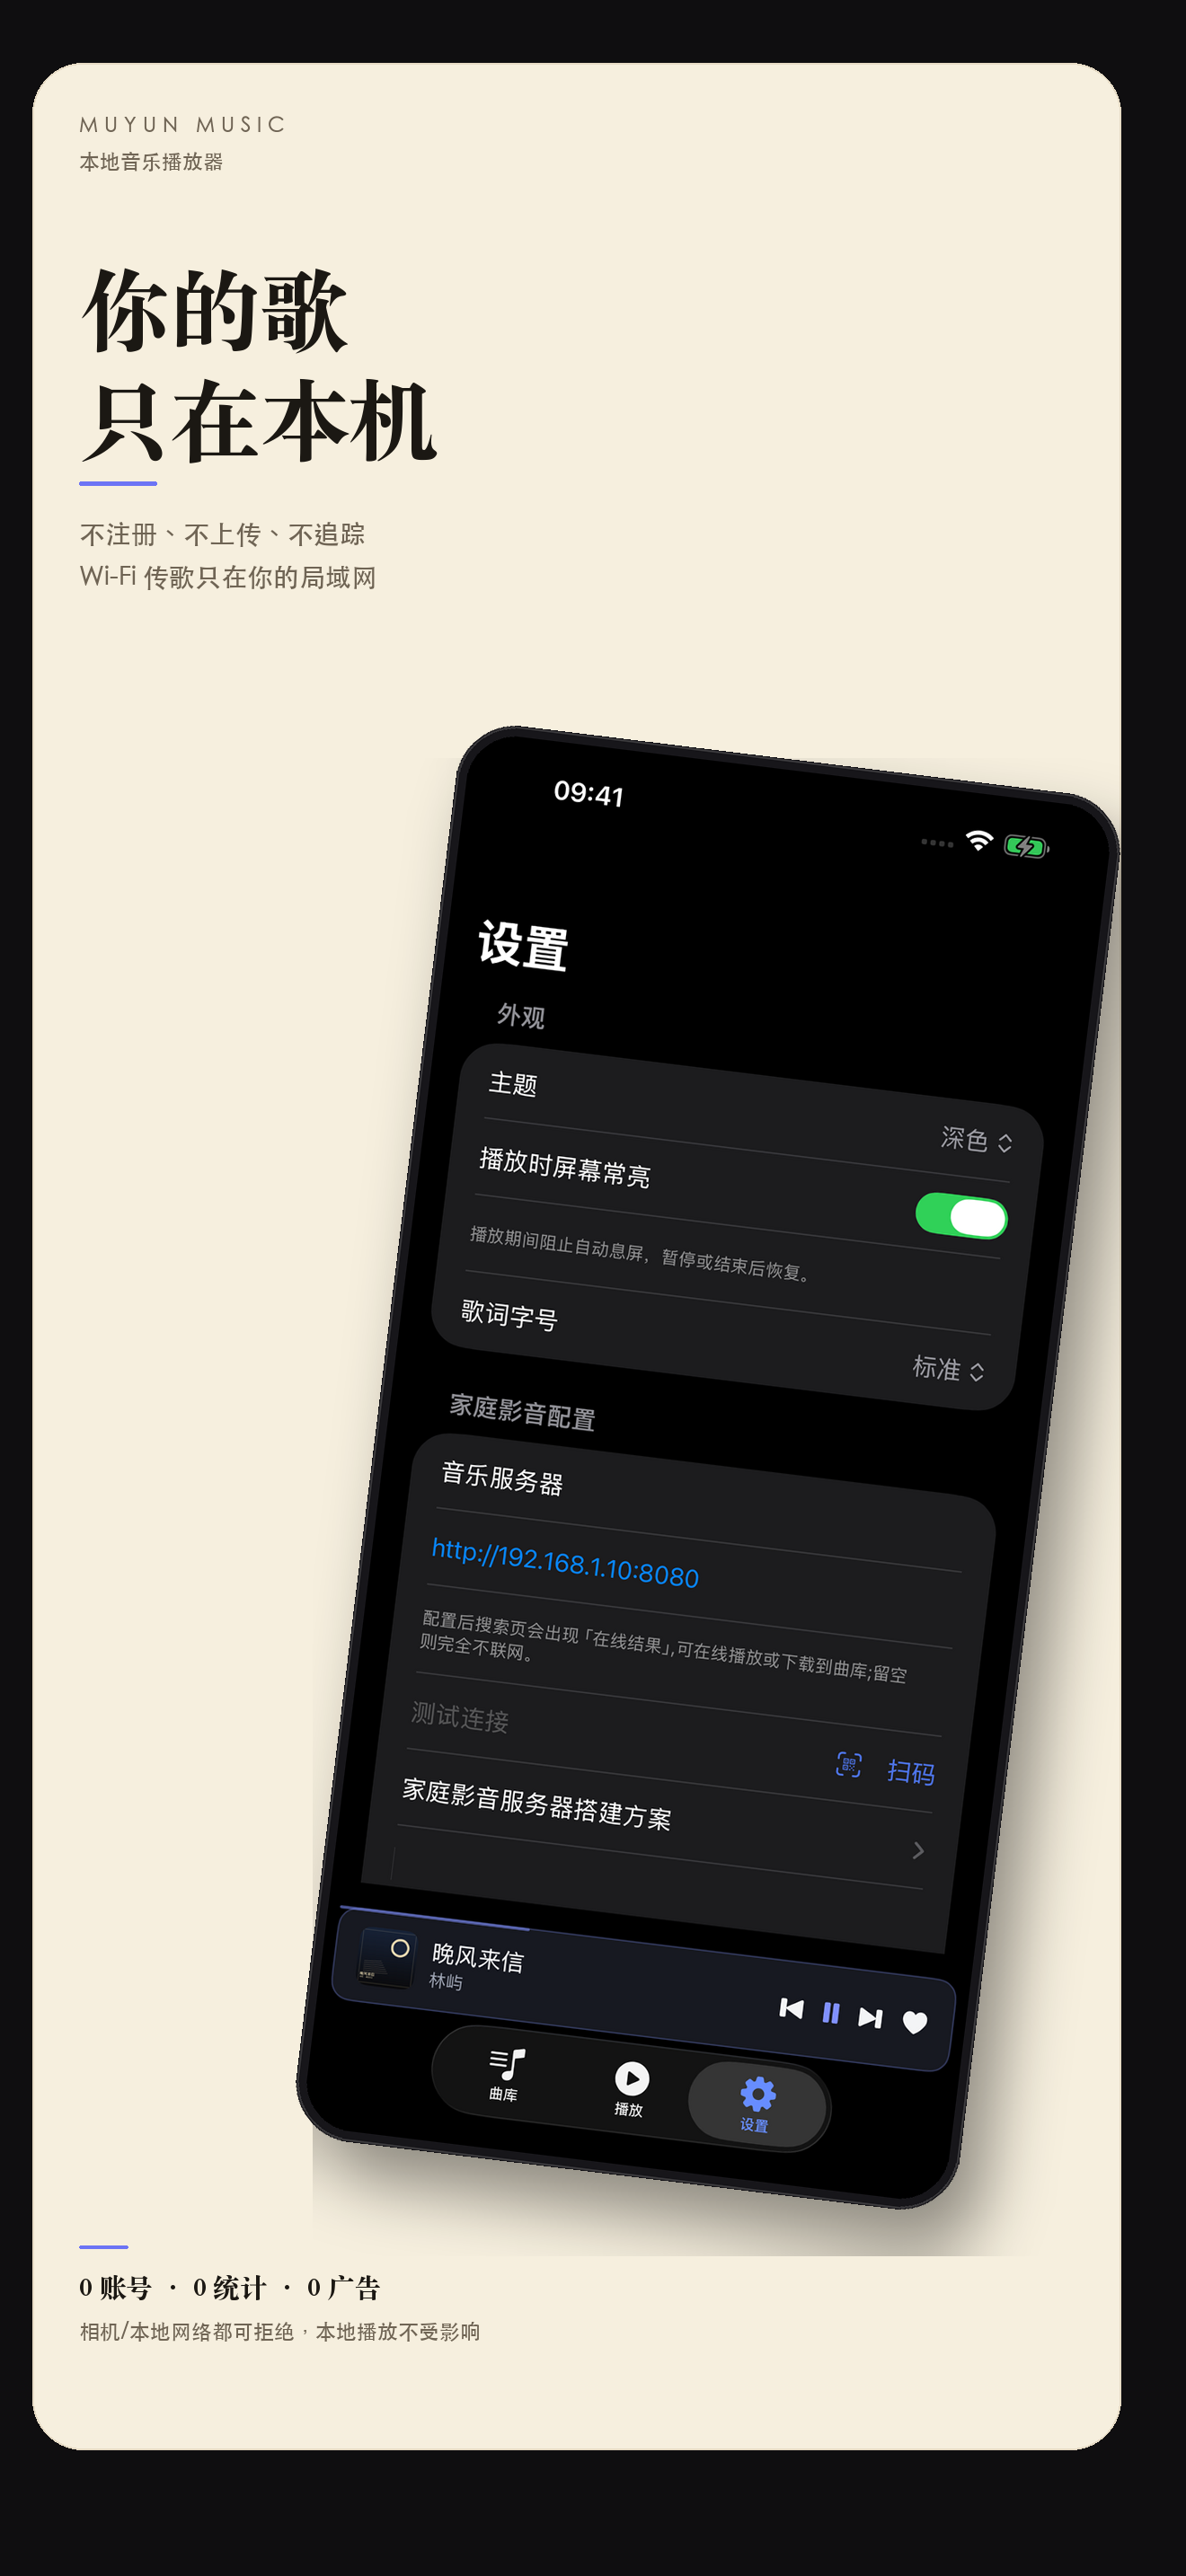 MUYUN MUSIC
本地音乐播放器
你的歌
只在本机
不注册、不上传、不追踪
Wi-Fi 传歌只在你的局域网
09:41
设置
外观
主题
深色
播放时屏幕常亮
播放期间阻止自动息屏，暂停或结束后恢复。
歌词字号
标准
家庭影音配置
音乐服务器
http://192.168.1.10:8080
配置后搜索页会出现「在线结果」,可在线播放或下载到曲库;留空
则完全不联网。
测试连接
扫码
家庭影音服务器搭建方案
晚风来信
林屿
曲库
播放
设置
0 账号 · 0 统计 · 0 广告
相机/本地网络都可拒绝，本地播放不受影响